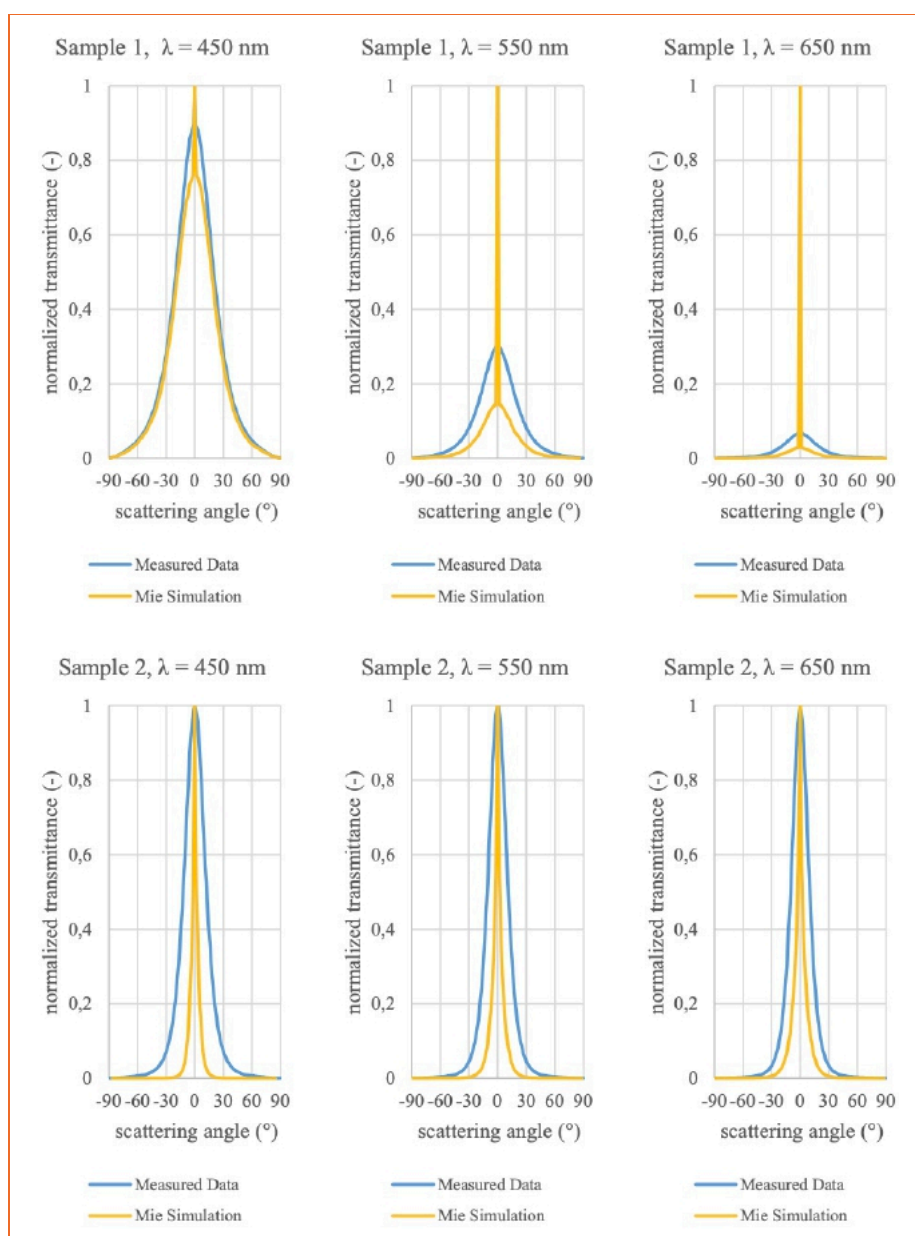 Sample 1, λ = 450 nm
normalized transmittance (-)
1
0,8
0,6
0,4
0,2
0
-90 -60 -30 0 30 60 90
scattering angle (°)
Measured Data
Mie Simulation
Sample 1, λ = 550 nm
normalized transmittance (-)
1
0,8
0,6
0,4
0,2
0
-90 -60 -30 0 30 60 90
scattering angle (°)
Measured Data
Mie Simulation
Sample 1, λ = 650 nm
normalized transmittance (-)
1
0,8
0,6
0,4
0,2
0
-90 -60 -30 0 30 60 90
scattering angle (°)
Measured Data
Mie Simulation
Sample 2, λ = 450 nm
normalized transmittance (-)
1
0,8
0,6
0,4
0,2
0
-90 -60 -30 0 30 60 90
scattering angle (°)
Measured Data
Mie Simulation
Sample 2, λ = 550 nm
normalized transmittance (-)
1
0,8
0,6
0,4
0,2
0
-90 -60 -30 0 30 60 90
scattering angle (°)
Measured Data
Mie Simulation
Sample 2, λ = 650 nm
normalized transmittance (-)
1
0,8
0,6
0,4
0,2
0
-90 -60 -30 0 30 60 90
scattering angle (°)
Measured Data
Mie Simulation